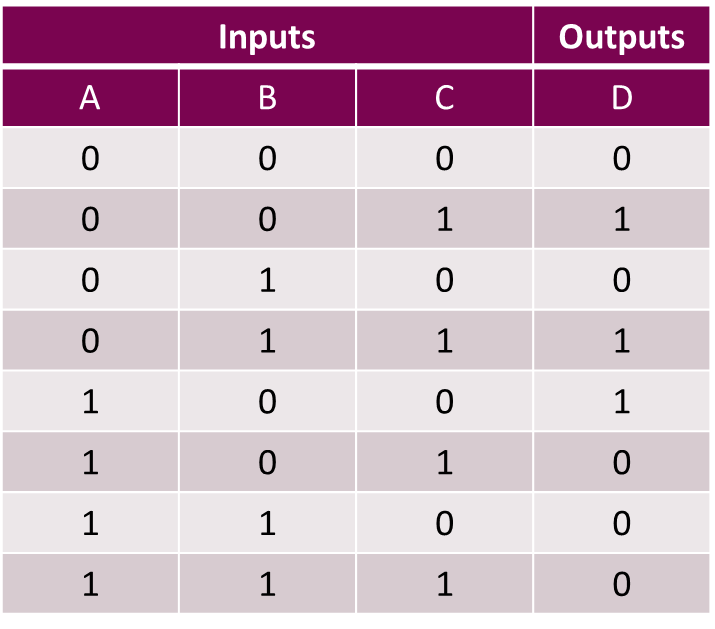 Inputs Outputs
A B C D
0 0 0 0
0 0 1 1
0 1 0 0
0 1 1 1
1 0 0 1
1 0 1 0
1 1 0 0
1 1 1 0